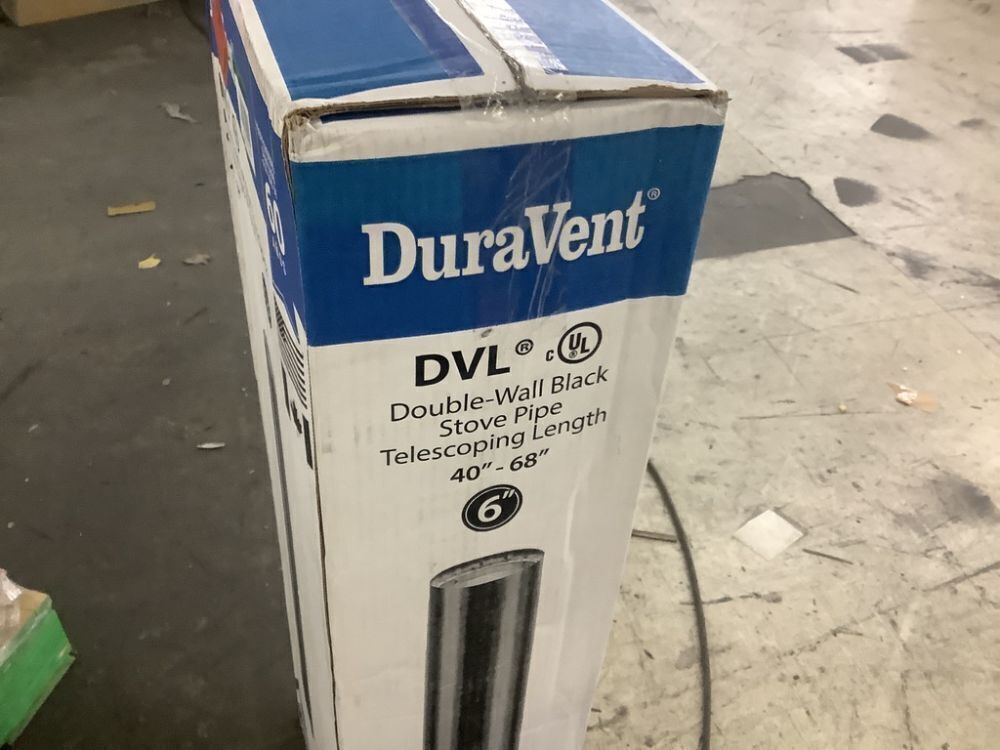 DuraVent®
DVL® c UL®
Double-Wall Black
Stove Pipe
Telescoping Length
40" - 68"
6"